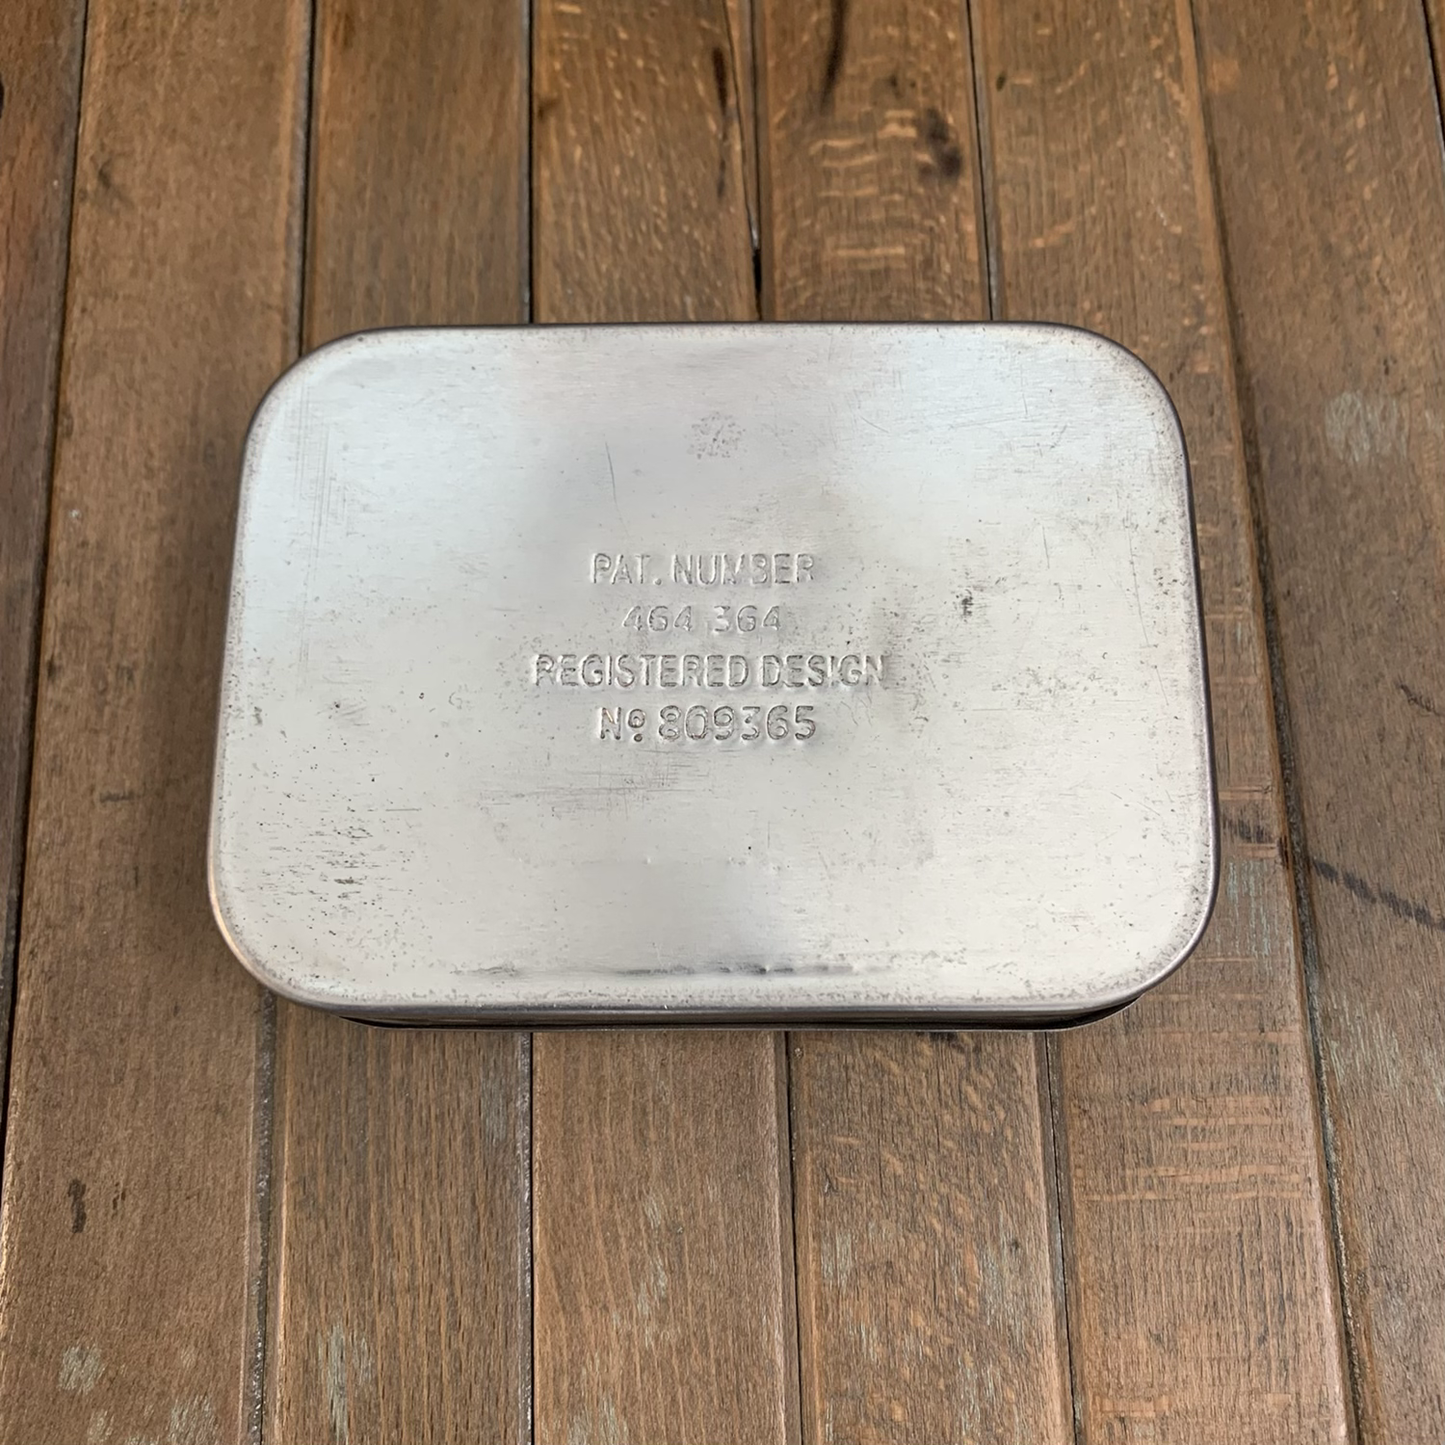 PAT. NUMBER
464 364
REGISTERED DESIGN
Nº 809365